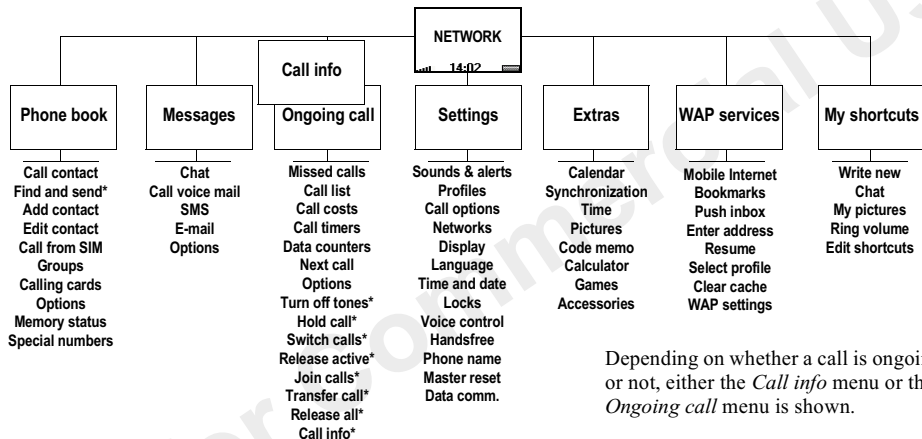 NETWORK
14:02
Call info
Phone book
Messages
Ongoing call
Settings
Extras
WAP services
My shortcuts
Call contact
Find and send*
Add contact
Edit contact
Call from SIM
Groups
Calling cards
Options
Memory status
Special numbers
Chat
Call voice mail
SMS
E-mail
Options
Missed calls
Call list
Call costs
Call timers
Data counters
Next call
Options
Turn off tones*
Hold call*
Switch calls*
Release active*
Join calls*
Transfer call*
Release all*
Call info*
Sounds & alerts
Profiles
Call options
Networks
Display
Language
Time and date
Locks
Voice control
Handsfree
Phone name
Master reset
Data comm.
Calendar
Synchronization
Time
Pictures
Code memo
Calculator
Games
Accessories
Mobile Internet
Bookmarks
Push inbox
Enter address
Resume
Select profile
Clear cache
WAP settings
Write new
Chat
My pictures
Ring volume
Edit shortcuts
Depending on whether a call is ongoin
or not, either the Call info menu or th
Ongoing call menu is shown.
Commercial U